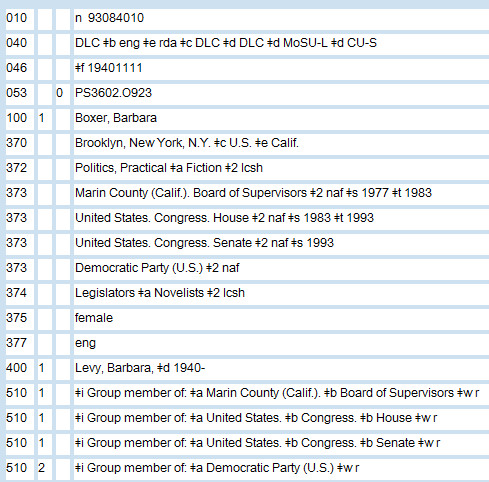 010 n 93084010
040 DLC ǂb eng ǂe rda ǂc DLC ǂd DLC ǂd MoSU-L ǂd CU-S
046 ǂf 19401111
053 0 PS3602.O923
100 1 Boxer, Barbara
370 Brooklyn, New York, N.Y. ǂc U.S. ǂe Calif.
372 Politics, Practical ǂa Fiction ǂ2 lcsh
373 Marin County (Calif.). Board of Supervisors ǂ2 naf ǂs 1977 ǂt 1983
373 United States. Congress. House ǂ2 naf ǂs 1983 ǂt 1993
373 United States. Congress. Senate ǂ2 naf ǂs 1993
373 Democratic Party (U.S.) ǂ2 naf
374 Legislators ǂa Novelists ǂ2 lcsh
375 female
377 eng
400 1 Levy, Barbara, ǂd 1940-
510 1 ǂi Group member of: ǂa Marin County (Calif.). ǂb Board of Supervisors ǂw r
510 1 ǂi Group member of: ǂa United States. ǂb Congress. ǂb House ǂw r
510 1 ǂi Group member of: ǂa United States. ǂb Congress. ǂb Senate ǂw r
510 2 ǂi Group member of: ǂa Democratic Party (U.S.) ǂw r